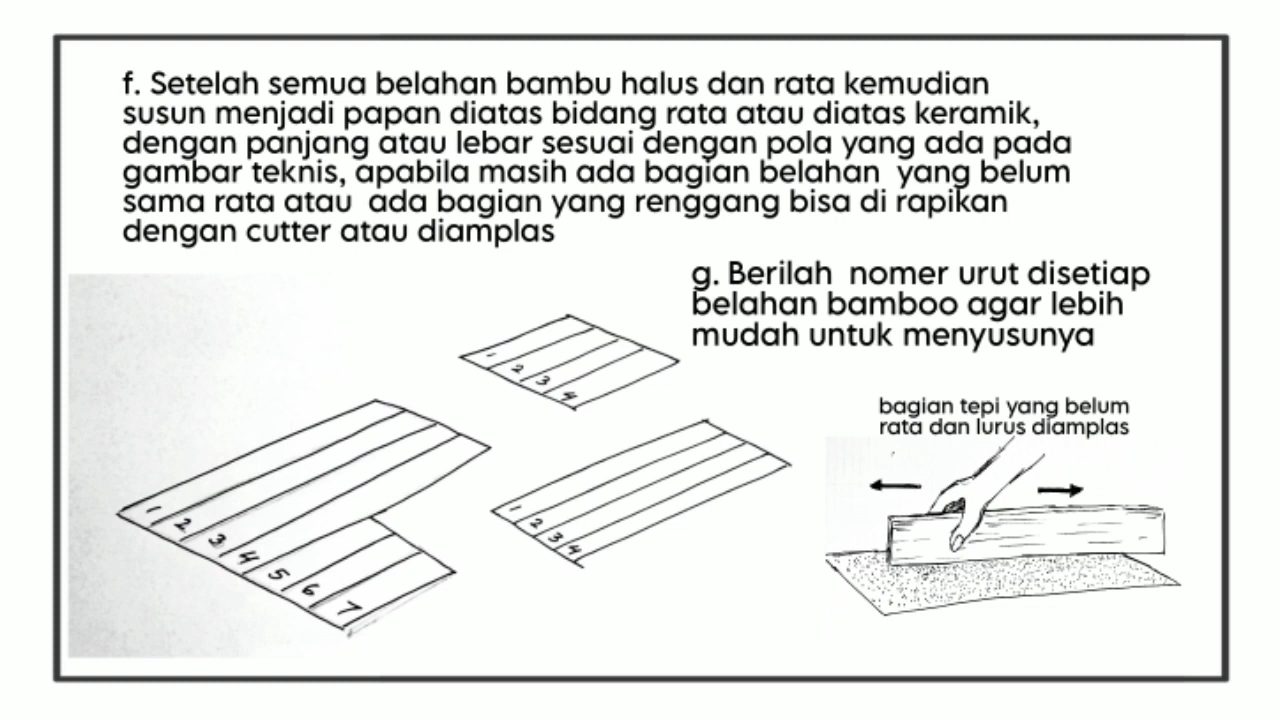 f. Setelah semua belahan bambu halus dan rata kemudian
susun menjadi papan diatas bidang rata atau diatas keramik,
dengan panjang atau lebar sesuai dengan pola yang ada pada
gambar teknis, apabila masih ada bagian belahan  yang belum
sama rata atau  ada bagian yang renggang bisa di rapikan
dengan cutter atau diamplas
g. Berilah  nomer urut disetiap
belahan bamboo agar lebih
mudah untuk menyusunya
1 2 3 4
1 2 3 4 5 6 7
1 2 3 4
bagian tepi yang belum
rata dan lurus diamplas